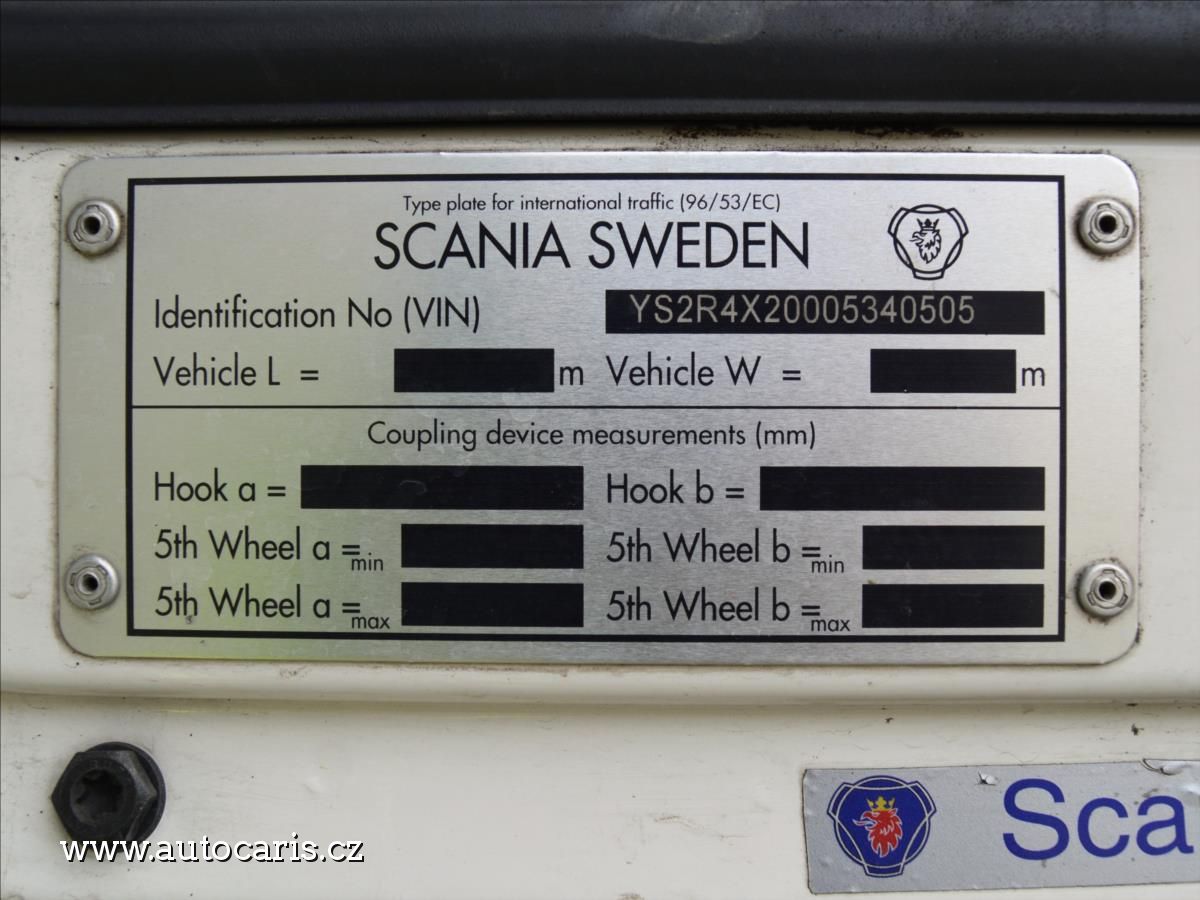 Type plate for international traffic (96/53/EC)
SCANIA SWEDEN
Identification No (VIN) YS2R4X20005340505
Vehicle L = m Vehicle W = m
Coupling device measurements (mm)
Hook a = Hook b =
5th Wheel a =min 5th Wheel b =min
5th Wheel a =max 5th Wheel b =max
Sca
www.autocaris.cz